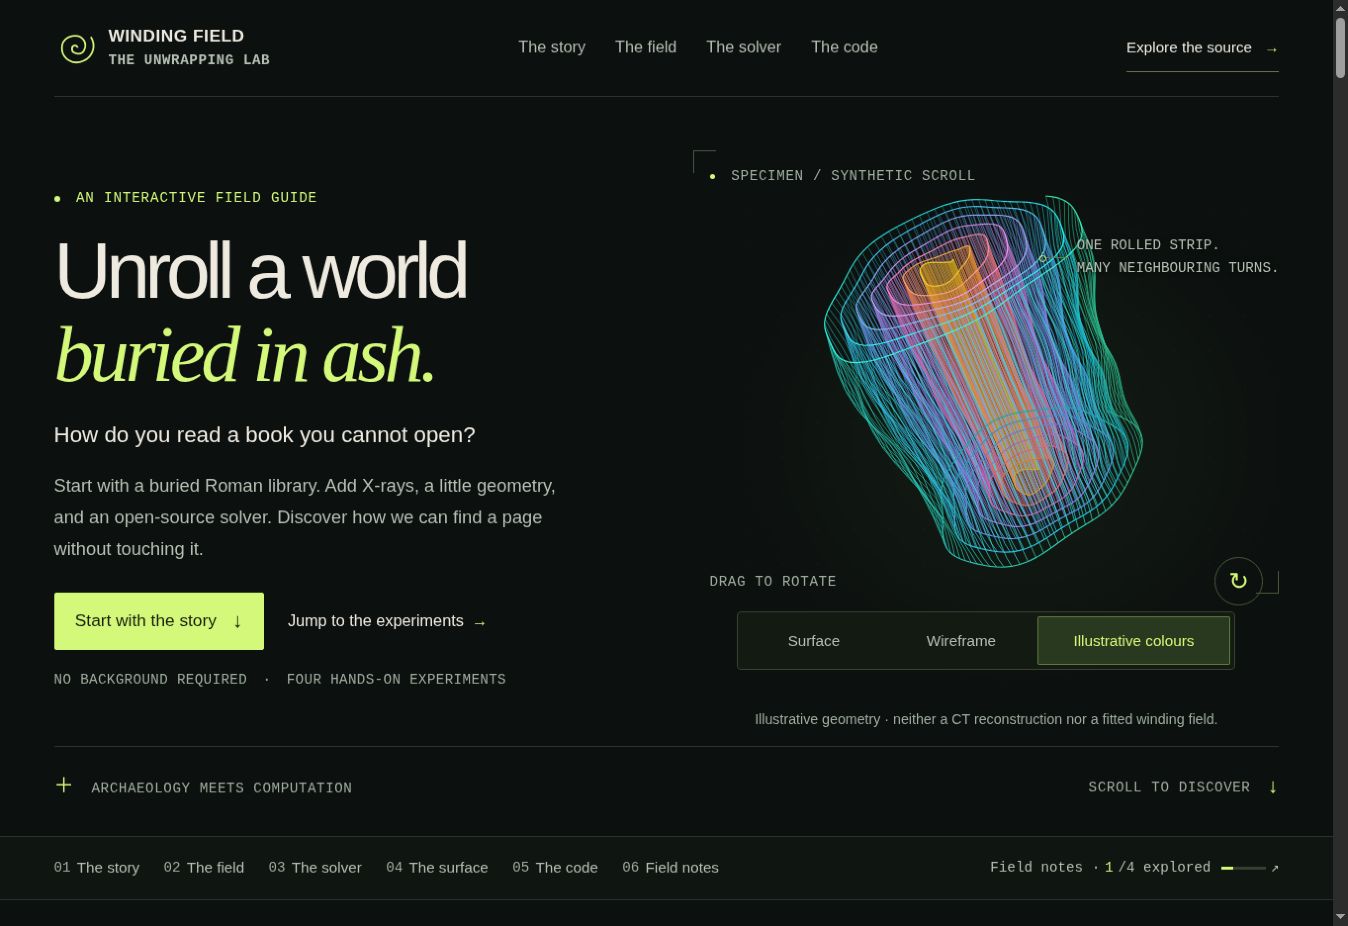 WINDING FIELD
THE UNWRAPPING LAB
The story
The field
The solver
The code
Explore the source →
AN INTERACTIVE FIELD GUIDE
Unroll a world
buried in ash.
How do you read a book you cannot open?
Start with a buried Roman library. Add X-rays, a little geometry,
and an open-source solver. Discover how we can find a page
without touching it.
Start with the story ↓
Jump to the experiments →
NO BACKGROUND REQUIRED · FOUR HANDS-ON EXPERIMENTS
SPECIMEN / SYNTHETIC SCROLL
ONE ROLLED STRIP.
MANY NEIGHBOURING TURNS.
DRAG TO ROTATE
↻
Surface
Wireframe
Illustrative colours
Illustrative geometry · neither a CT reconstruction nor a fitted winding field.
+ ARCHAEOLOGY MEETS COMPUTATION
SCROLL TO DISCOVER ↓
01 The story
02 The field
03 The solver
04 The surface
05 The code
06 Field notes
Field notes · 1/4 explored ↗